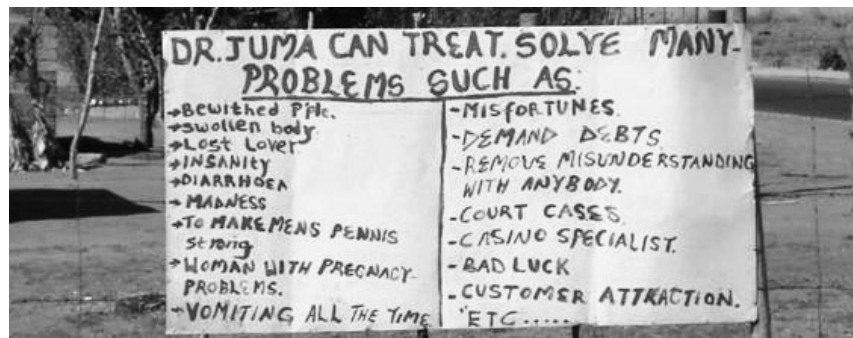 DR. JUMA CAN TREAT. SOLVE MANY-
PROBLEMS SUCH AS:
→Bewithed Pple.
→swollen body
→Lost Lover
→INSANITY
→DIARRHOEA
→MADNESS
→TO MAKE MENS PENNIS
strong
→WOMAN WITH PREGNACY-
PROBLEMS.
→VOMITING ALL THE TIME
-MISfORTUNES.
-DEMAND DEBTS
-REMOVE MISUNDERSTANDING
WITH ANYBODY.
-COURT CASES.
-CASINO SPECIALIST.
-BAD LUCK
-CUSTOMER ATTRACTION.
"ETC.....